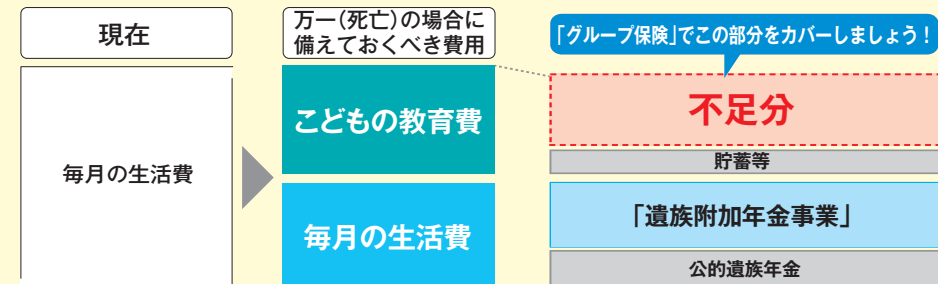 現在
毎月の生活費
万一(死亡)の場合に
備えておくべき費用
こどもの教育費
毎月の生活費
「グループ保険」でこの部分をカバーしましょう！
不足分
貯蓄等
「遺族附加年金事業」
公的遺族年金